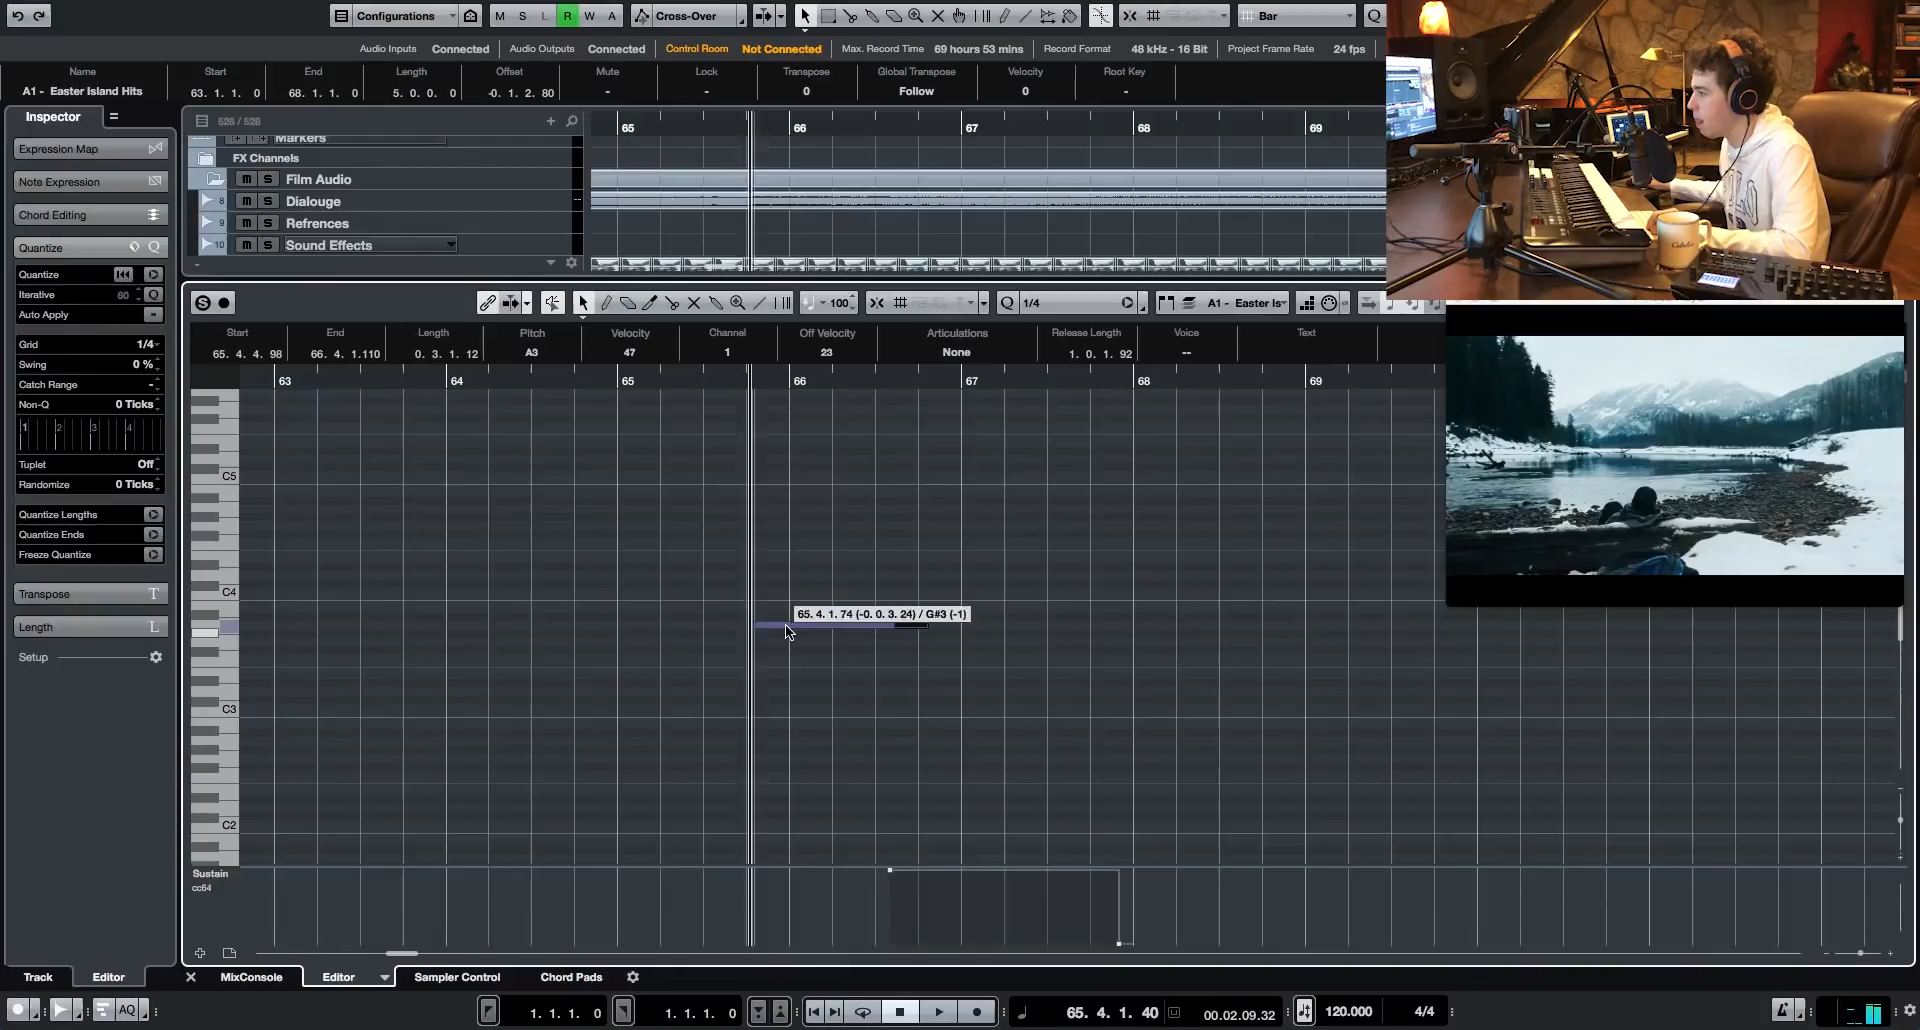 Configurations M S L R W A Cross-Over Bar Q
Audio Inputs Connected Audio Outputs Connected Control Room Not Connected Max. Record Time 69 hours 53 mins Record Format 48 kHz - 16 Bit Project Frame Rate 24 fps
Name Start End Length Offset Mute Lock Transpose Global Transpose Velocity Root Key
A1 - Easter Island Hits 63. 1. 1. 0 68. 1. 1. 0 5. 0. 0. 0 -0. 1. 2. 80 - - 0 Follow 0 -
Inspector
528 / 528 65 66 67 68 69
Markers
Expression Map FX Channels
Note Expression m S Film Audio
8 m S Dialouge
Chord Editing 9 m S Refrences
Quantize Q 10 m S Sound Effects
Quantize
Iterative 60 Q
Auto Apply
S 100 Q 1/4 A1 - Easter Is
Start End Length Pitch Velocity Channel Off Velocity Articulations Release Length Voice Text
65. 4. 4. 98 66. 4. 1.110 0. 3. 1. 12 A3 47 1 23 None 1. 0. 1. 92 --
63 64 65 66 67 68 69
Grid 1/4
Swing 0 %
Catch Range -
Non-Q 0 Ticks
1 2 3 4
Tuplet Off
Randomize 0 Ticks
Quantize Lengths
Quantize Ends
Freeze Quantize
Transpose T
Length L
Setup
C5
C4
65. 4. 1. 74 (-0. 0. 3. 24) / G#3 (-1)
C3
C2
Sustain
cc64
Track Editor MixConsole Editor Sampler Control Chord Pads
AQ 1. 1. 1. 0 1. 1. 1. 0 65. 4. 1. 40 00.02.09.32 120.000 4/4